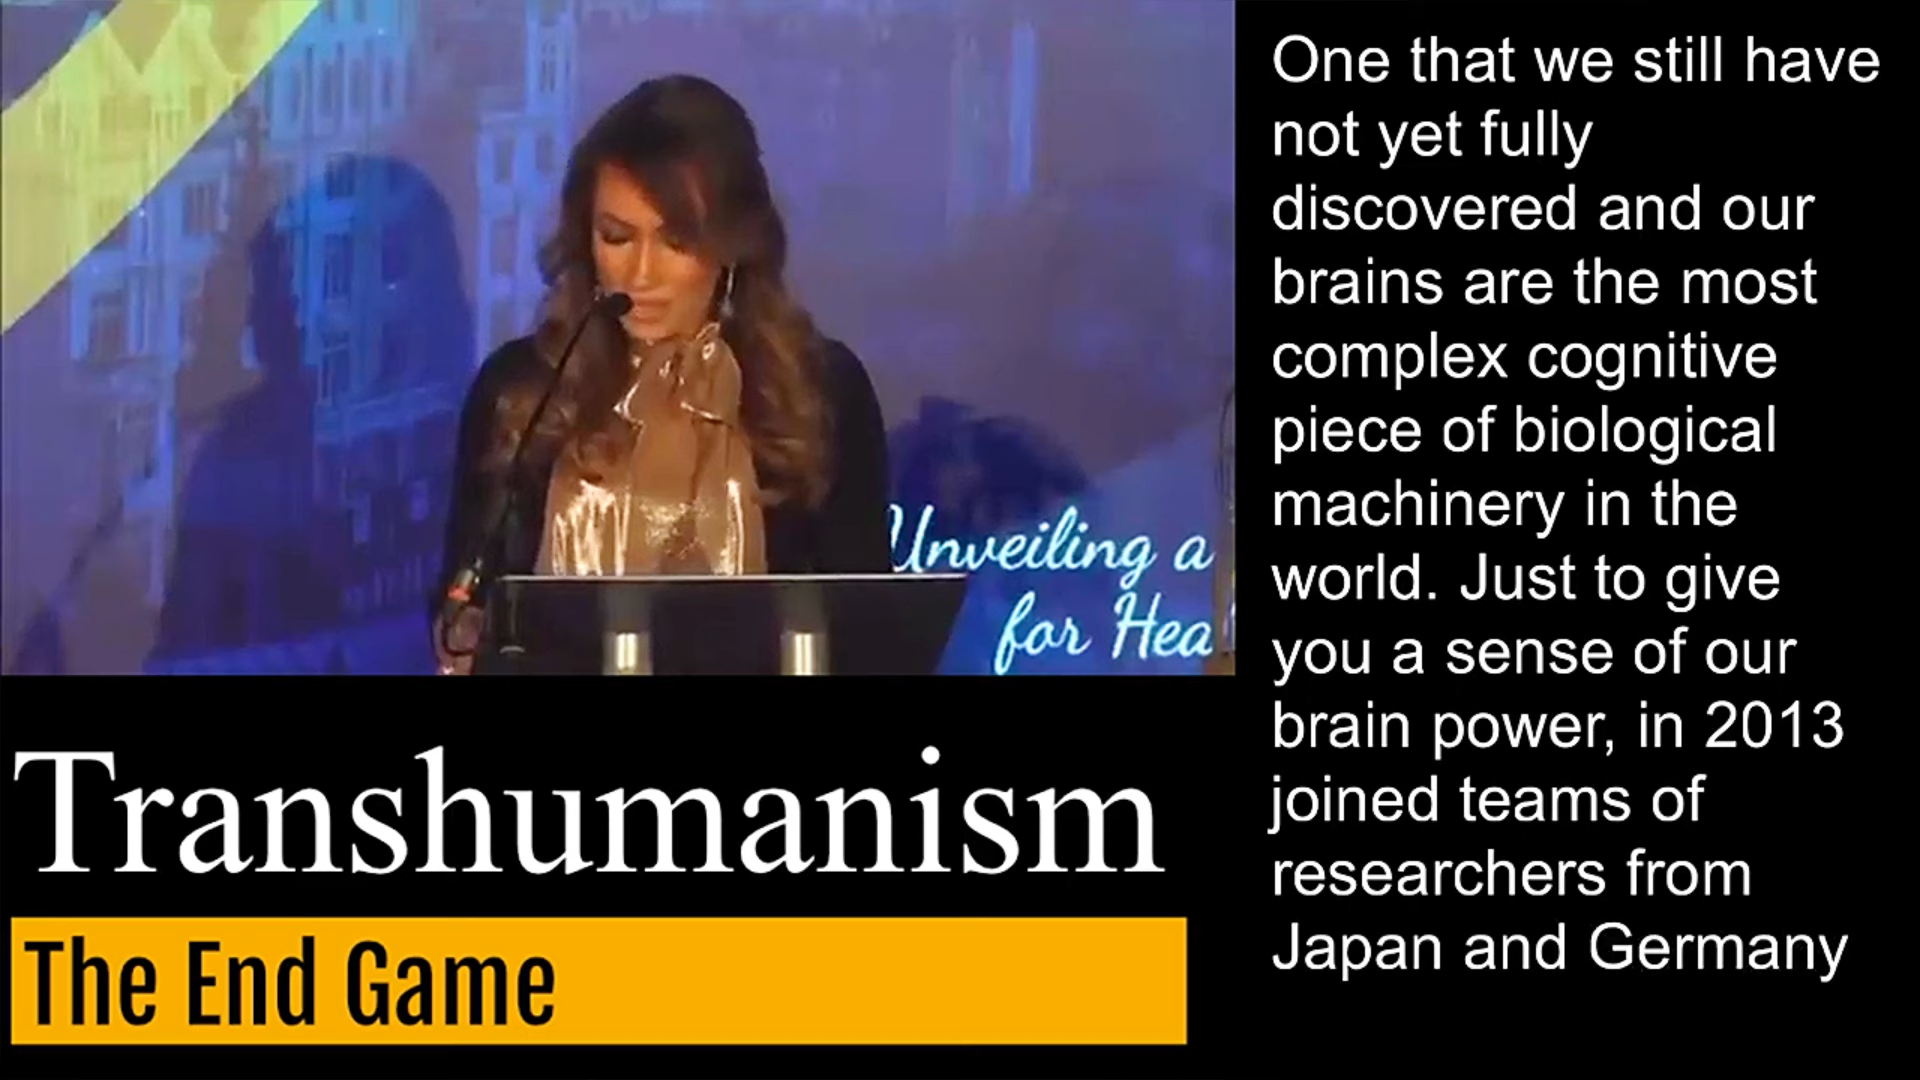 Unveiling a
for Hea
Transhumanism
The End Game
One that we still have
not yet fully
discovered and our
brains are the most
complex cognitive
piece of biological
machinery in the
world. Just to give
you a sense of our
brain power, in 2013
joined teams of
researchers from
Japan and Germany